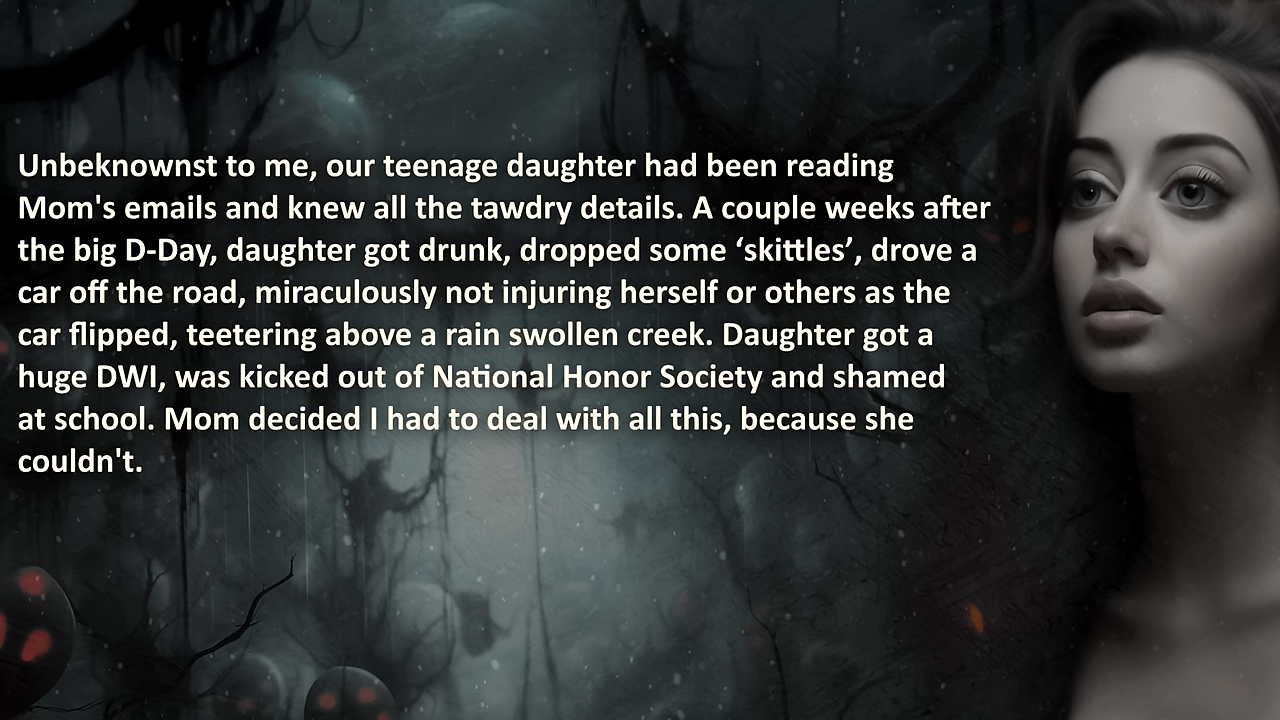 Unbeknownst to me, our teenage daughter had been reading
Mom's emails and knew all the tawdry details. A couple weeks after
the big D-Day, daughter got drunk, dropped some ‘skittles’, drove a
car off the road, miraculously not injuring herself or others as the
car flipped, teetering above a rain swollen creek. Daughter got a
huge DWI, was kicked out of National Honor Society and shamed
at school. Mom decided I had to deal with all this, because she
couldn't.